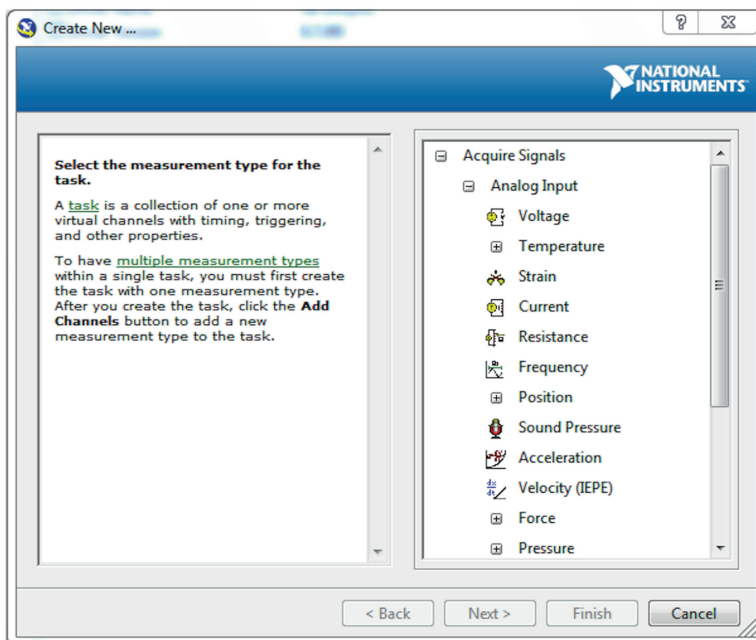 Create New ...
NATIONAL
INSTRUMENTS
Select the measurement type for the
task.
A task is a collection of one or more
virtual channels with timing, triggering,
and other properties.
To have multiple measurement types
within a single task, you must first create
the task with one measurement type.
After you create the task, click the Add
Channels button to add a new
measurement type to the task.
Acquire Signals
Analog Input
Voltage
Temperature
Strain
Current
Resistance
Frequency
Position
Sound Pressure
Acceleration
Velocity (IEPE)
Force
Pressure
< Back
Next >
Finish
Cancel